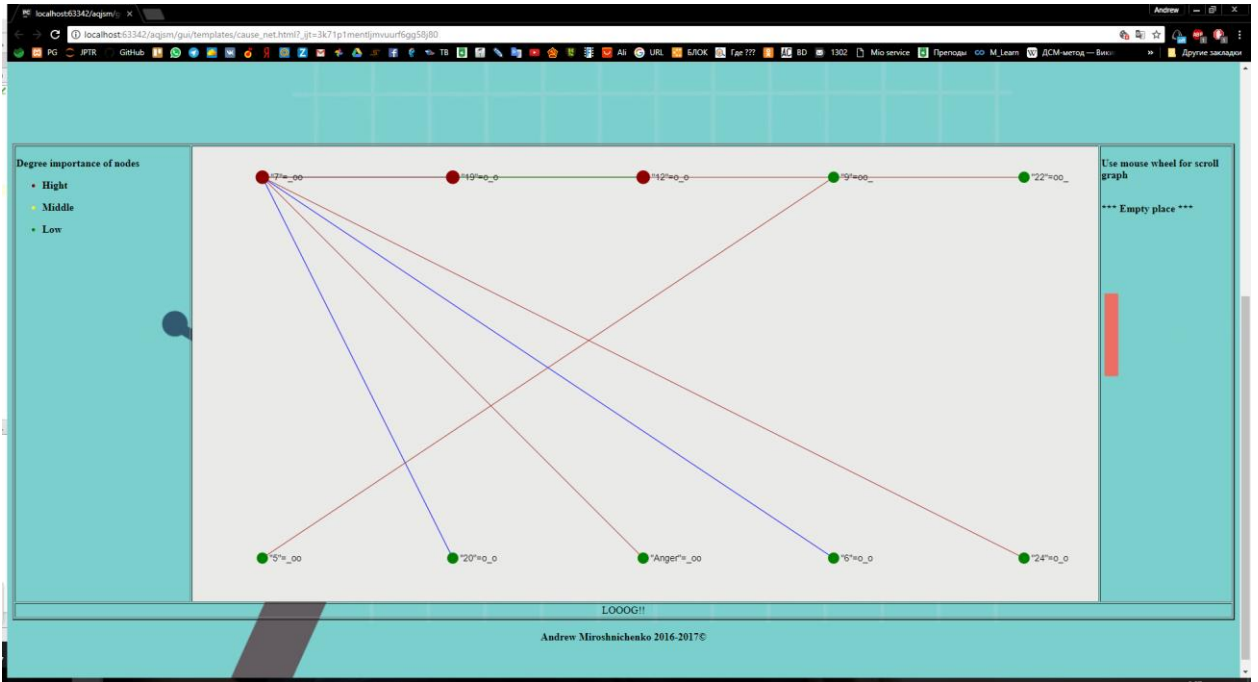 localhost:63342/aqjsm/g
Andrew
localhost:63342/aqjsm/gui/templates/cause_net.html?_ijt=3k71p1mentljmvuurf6gg58j80
PG JPTR GitHub TB Ali URL БЛОК Где ??? BD 1302 Mio service Преподы M_Learn ДСМ-метод — Вики » Другие закладки
Degree importance of nodes
Hight
Middle
Low
"7"=_oo "19"=o_o "12"=o_o "9"=oo_ "22"=oo_
"5"=_oo "20"=o_o "Anger"=_oo "6"=o_o "24"=o_o
Use mouse wheel for scroll
graph
*** Empty place ***
LOOOG!!
Andrew Miroshnichenko 2016-2017©